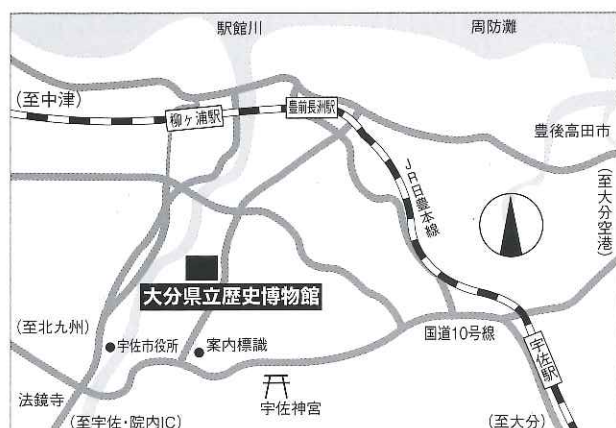 駅館川
周防灘
(至中津)
柳ヶ浦駅
豊前長洲駅
豊後高田市
JR日豊本線
(至大分空港)
大分県立歴史博物館
(至北九州)
宇佐市役所
案内標識
国道10号線
宇佐駅
法鏡寺
宇佐神宮
(至宇佐・院内IC)
(至大分)